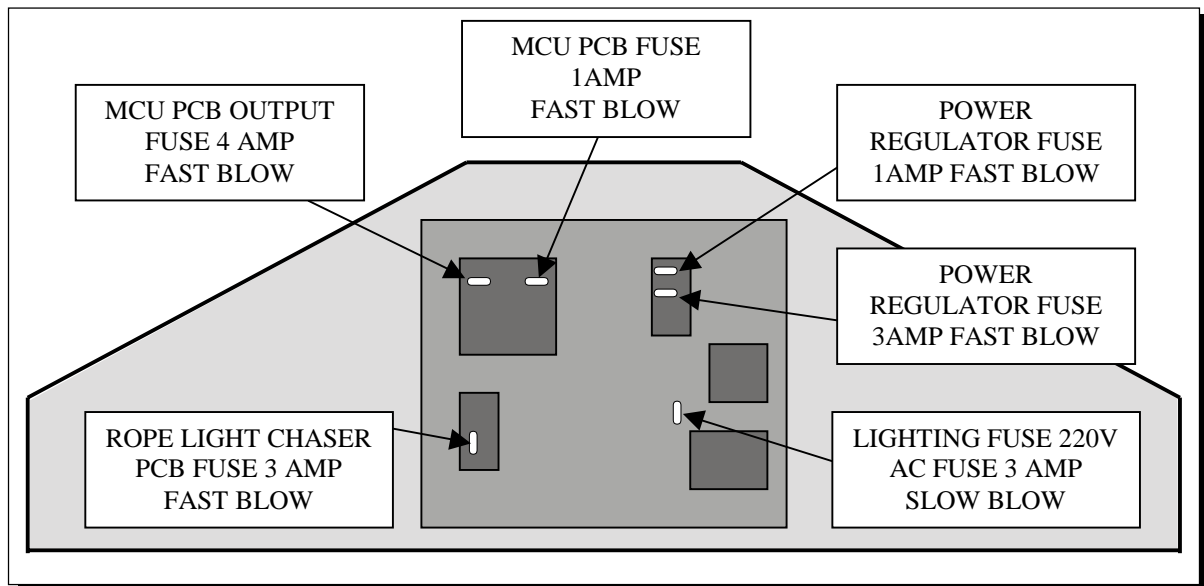 MCU PCB FUSE
1AMP
FAST BLOW
MCU PCB OUTPUT
FUSE 4 AMP
FAST BLOW
POWER
REGULATOR FUSE
1AMP FAST BLOW
POWER
REGULATOR FUSE
3AMP FAST BLOW
ROPE LIGHT CHASER
PCB FUSE 3 AMP
FAST BLOW
LIGHTING FUSE 220V
AC FUSE 3 AMP
SLOW BLOW